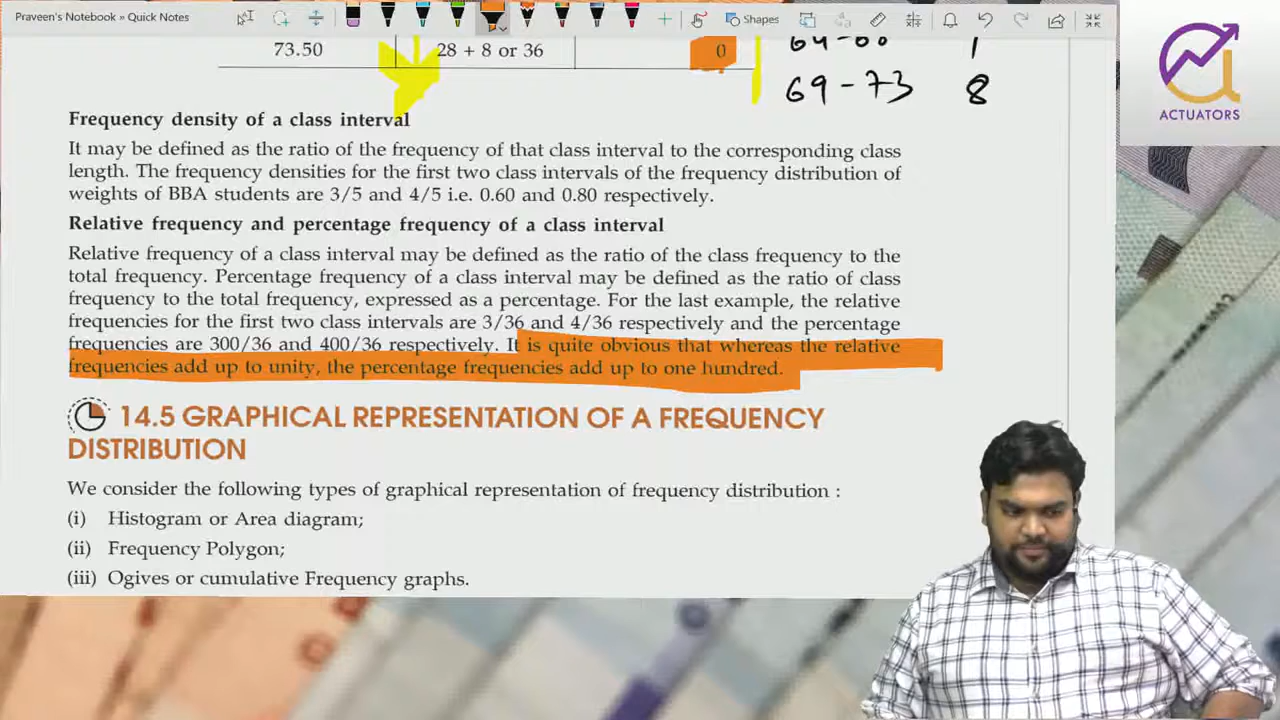 Praveen's Notebook » Quick Notes
Shapes
ACTUATORS
73.50 28 + 8 or 36 0
69 - 73 8
Frequency density of a class interval
It may be defined as the ratio of the frequency of that class interval to the corresponding class
length. The frequency densities for the first two class intervals of the frequency distribution of
weights of BBA students are 3/5 and 4/5 i.e. 0.60 and 0.80 respectively.
Relative frequency and percentage frequency of a class interval
Relative frequency of a class interval may be defined as the ratio of the class frequency to the
total frequency. Percentage frequency of a class interval may be defined as the ratio of class
frequency to the total frequency, expressed as a percentage. For the last example, the relative
frequencies for the first two class intervals are 3/36 and 4/36 respectively and the percentage
frequencies are 300/36 and 400/36 respectively. It is quite obvious that whereas the relative
frequencies add up to unity, the percentage frequencies add up to one hundred.
14.5 GRAPHICAL REPRESENTATION OF A FREQUENCY
DISTRIBUTION
We consider the following types of graphical representation of frequency distribution :
(i) Histogram or Area diagram;
(ii) Frequency Polygon;
(iii) Ogives or cumulative Frequency graphs.